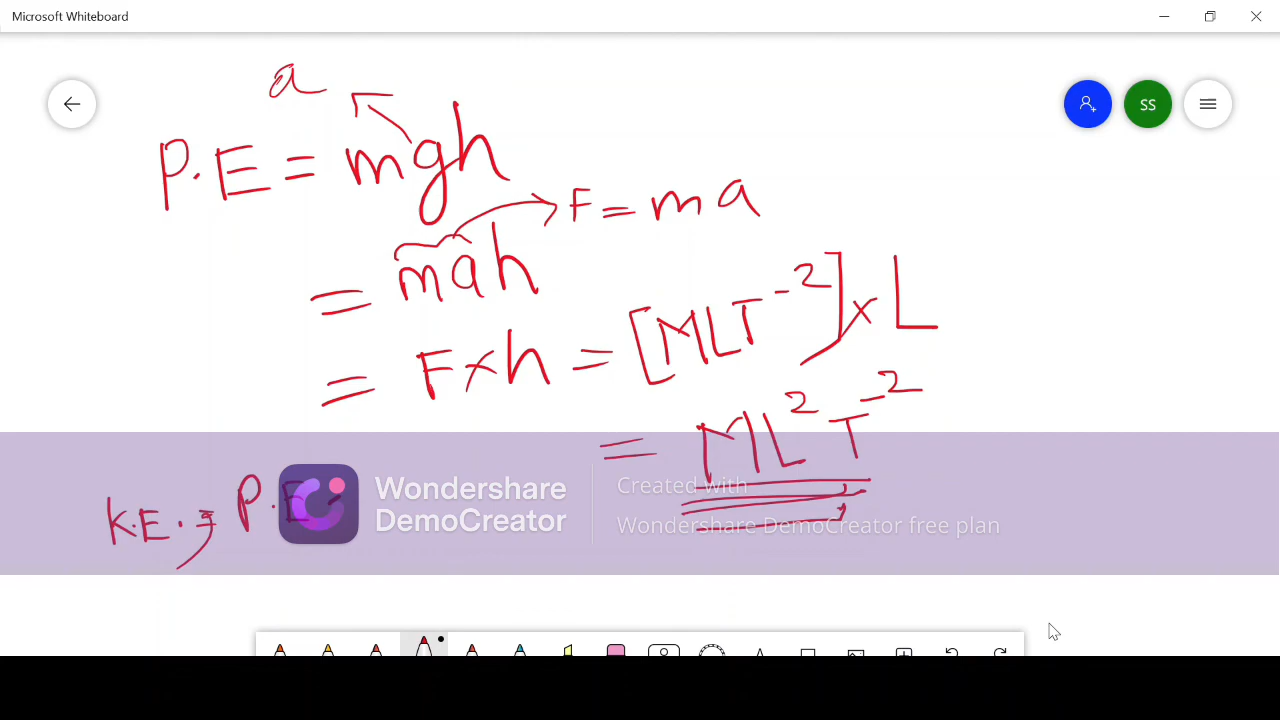 Microsoft Whiteboard
a
SS
P.E = mgh
F = ma
= mah
= F × h = [MLT⁻²] × L
= ML²T⁻²
Wondershare
DemoCreator
Created with
Wondershare DemoCreator free plan
K.E. , P.E